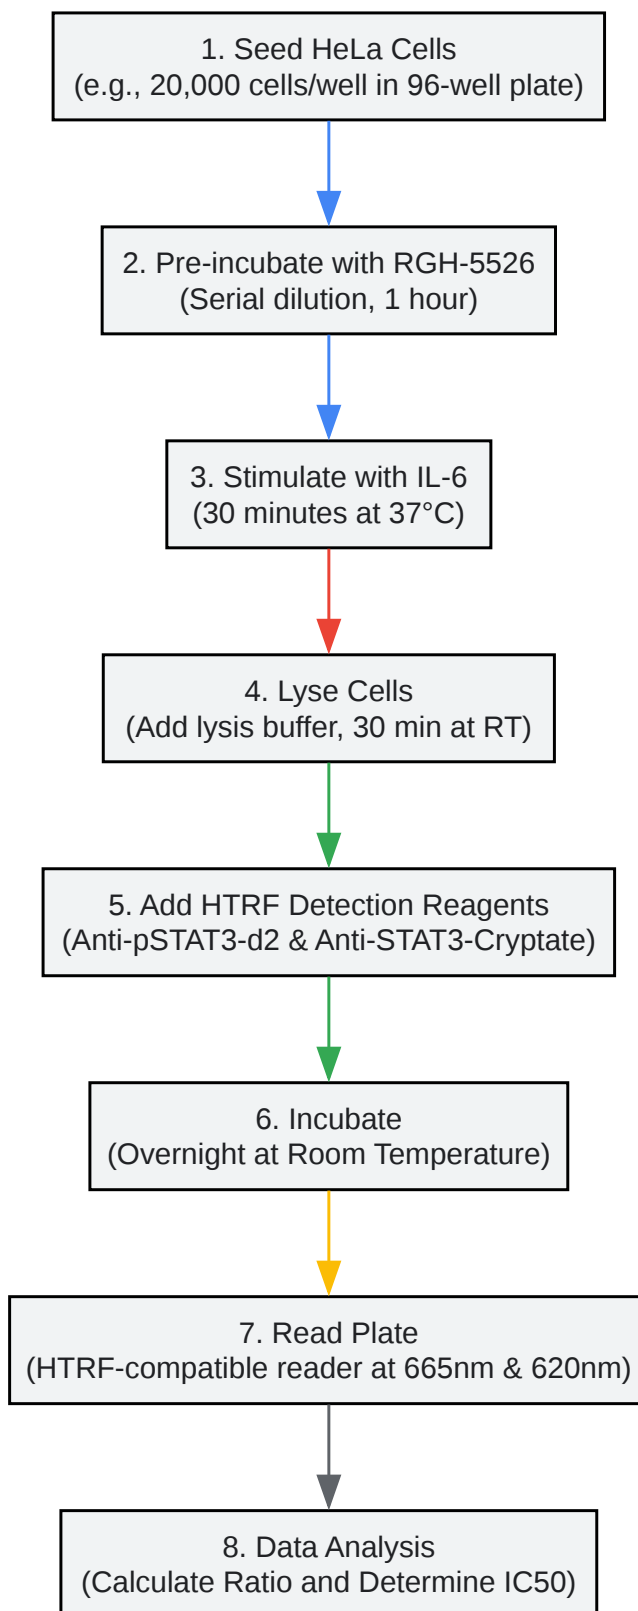 1. Seed HeLa Cells
(e.g., 20,000 cells/well in 96-well plate)
2. Pre-incubate with RGH-5526
(Serial dilution, 1 hour)
3. Stimulate with IL-6
(30 minutes at 37°C)
4. Lyse Cells
(Add lysis buffer, 30 min at RT)
5. Add HTRF Detection Reagents
(Anti-pSTAT3-d2 & Anti-STAT3-Cryptate)
6. Incubate
(Overnight at Room Temperature)
7. Read Plate
(HTRF-compatible reader at 665nm & 620nm)
8. Data Analysis
(Calculate Ratio and Determine IC50)